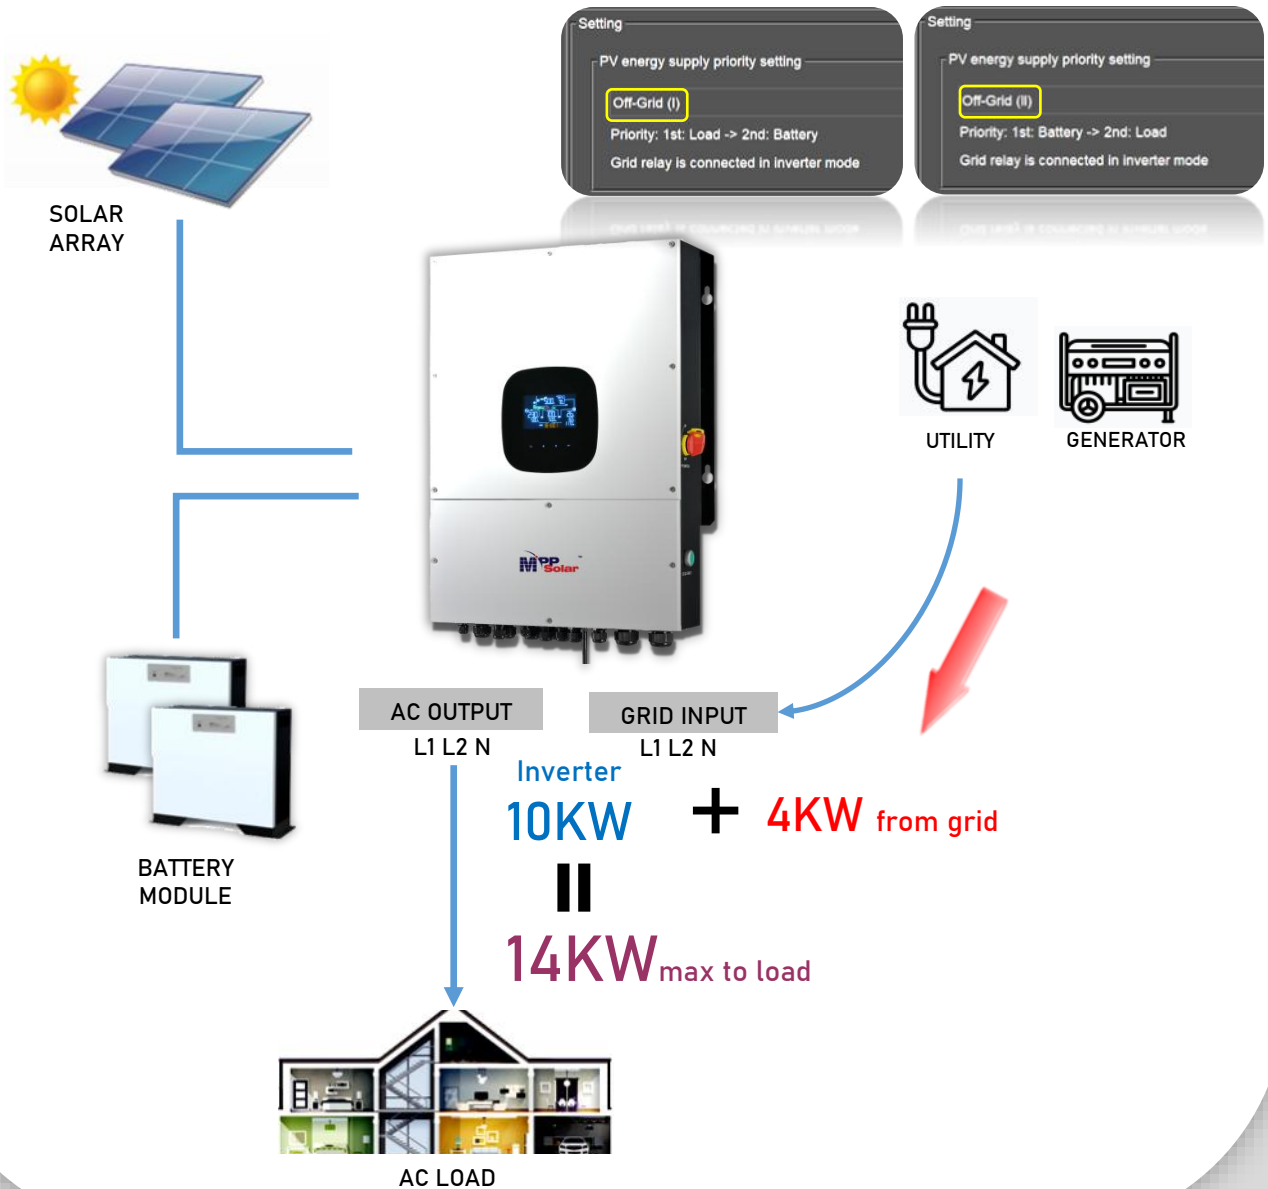 Setting
PV energy supply priority setting
Off-Grid (I)
Priority: 1st: Load -> 2nd: Battery
Grid relay is connected in inverter mode
Setting
PV energy supply priority setting
Off-Grid (II)
Priority: 1st: Battery -> 2nd: Load
Grid relay is connected in inverter mode
SOLAR
ARRAY
UTILITY
GENERATOR
MPP
Solar
AC OUTPUT
L1 L2 N
GRID INPUT
L1 L2 N
Inverter
10KW
+
4KW from grid
=
14KW max to load
BATTERY
MODULE
AC LOAD